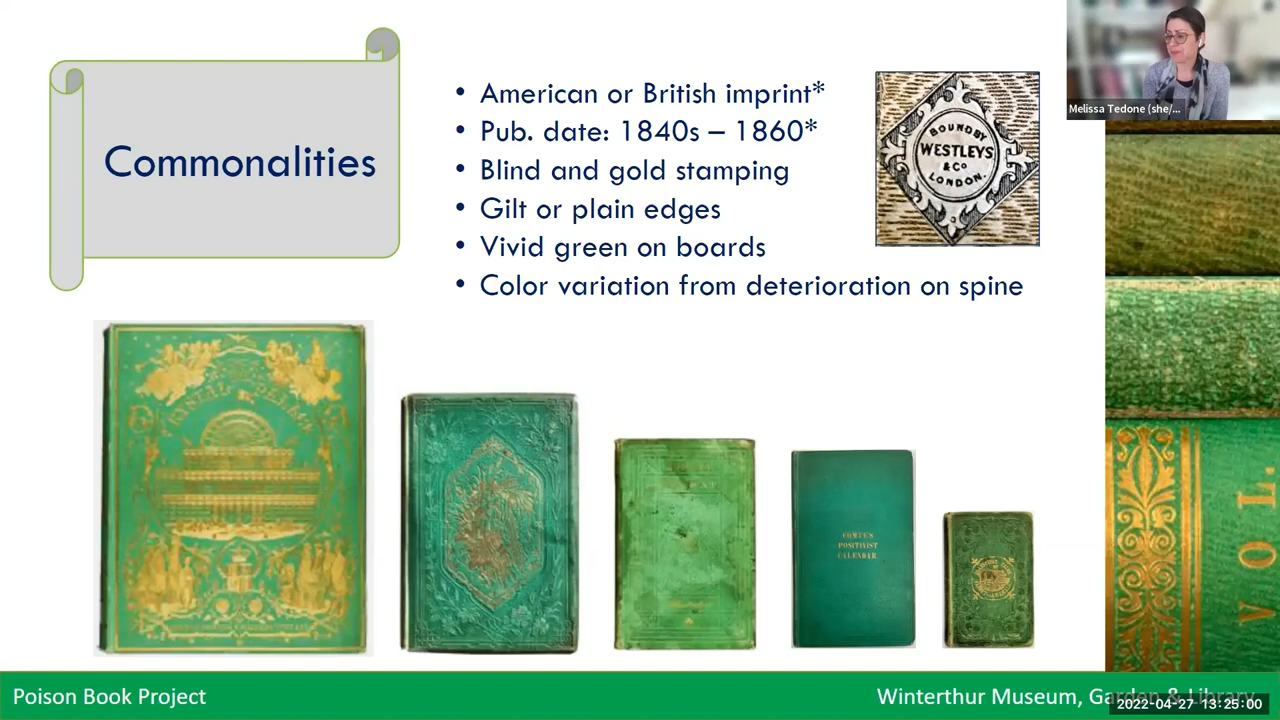 Commonalities
• American or British imprint*
• Pub. date: 1840s – 1860*
• Blind and gold stamping
• Gilt or plain edges
• Vivid green on boards
• Color variation from deterioration on spine
BOUND BY
WESTLEYS
& Co
LONDON.
Melissa Tedone (she/...
COMTE'S
POSITIVIST
CALENDAR
VOL.
Poison Book Project
Winterthur Museum, Garden & Library
2022-04-27 13:25:00